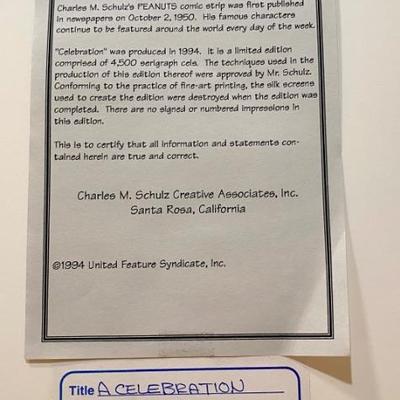 Charles M. Schulz's PEANUTS comic strip was first published
in newspapers on October 2, 1950. His famous characters
continue to be featured around the world every day of the week.
"Celebration" was produced in 1994. It is a limited edition
comprised of 4,500 serigraph cels. The techniques used in the
production of this edition thereof were approved by Mr. Schulz.
Conforming to the practice of fine-art printing, the silk screens
used to create the edition were destroyed when the edition was
completed. There are no signed or numbered impressions in
this edition.
This is to certify that all information and statements con-
tained herein are true and correct.
Charles M. Schulz Creative Associates, Inc.
Santa Rosa, California
©1994 United Feature Syndicate, Inc.
Title A CELEBRATION